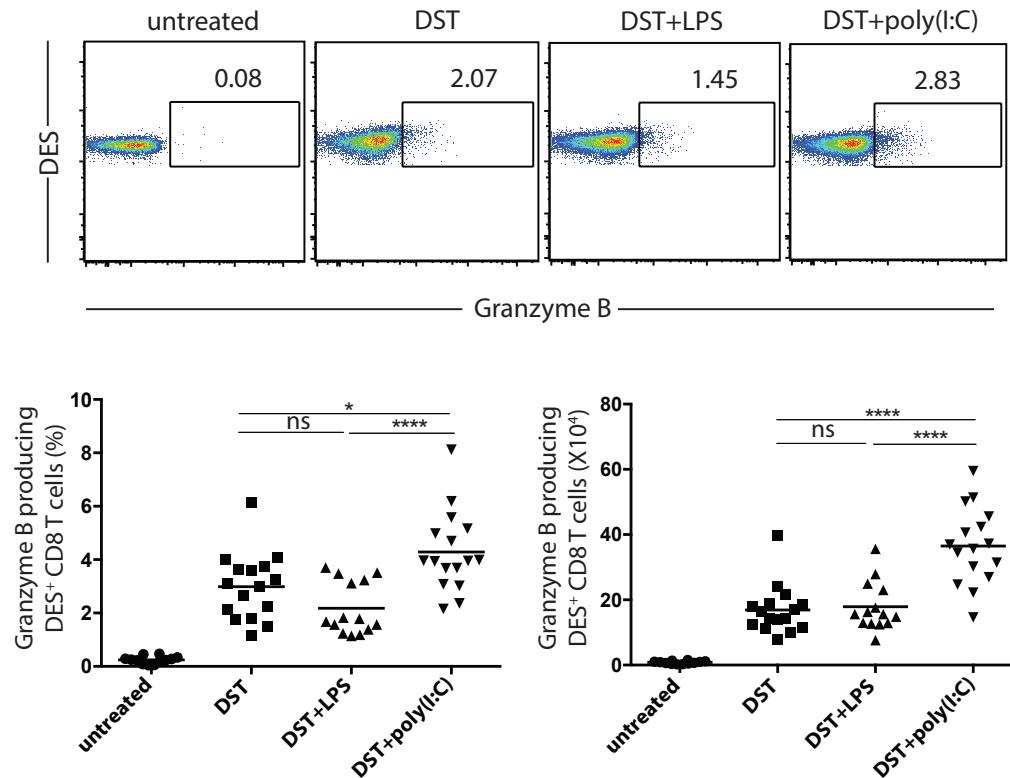 untreated DST DST+LPS DST+poly(I:C)
0.08 2.07 1.45 2.83
DES
Granzyme B
Granzyme B producing
DES⁺ CD8 T cells (%)
10
8
6
4
2
0
*
ns ****
untreated DST DST+LPS DST+poly(I:C)
Granzyme B producing
DES⁺ CD8 T cells (X10⁴)
80
60
40
20
0
****
ns ****
untreated DST DST+LPS DST+poly(I:C)